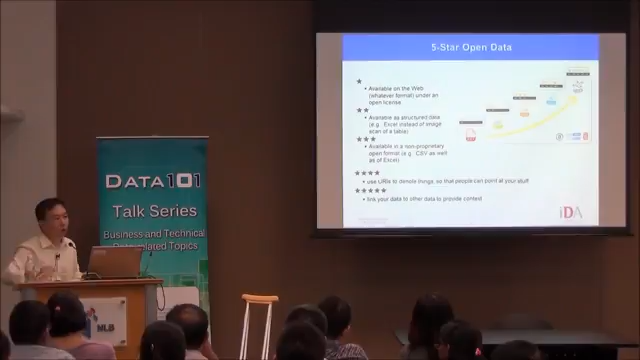 5-Star Open Data
★
• Available on the Web
(whatever format) under an
open license
★★
• Available as structured data
(e.g. Excel instead of image
scan of a table)
★★★
• Available in a non-proprietary
open format (e.g. CSV as well
as of Excel)
★★★★
• use URIs to denote things, so that people can point at your stuff
★★★★★
• link your data to other data to provide context
iDA
DATA101
Talk Series
Business and Technical
Data-related Topics
NLB